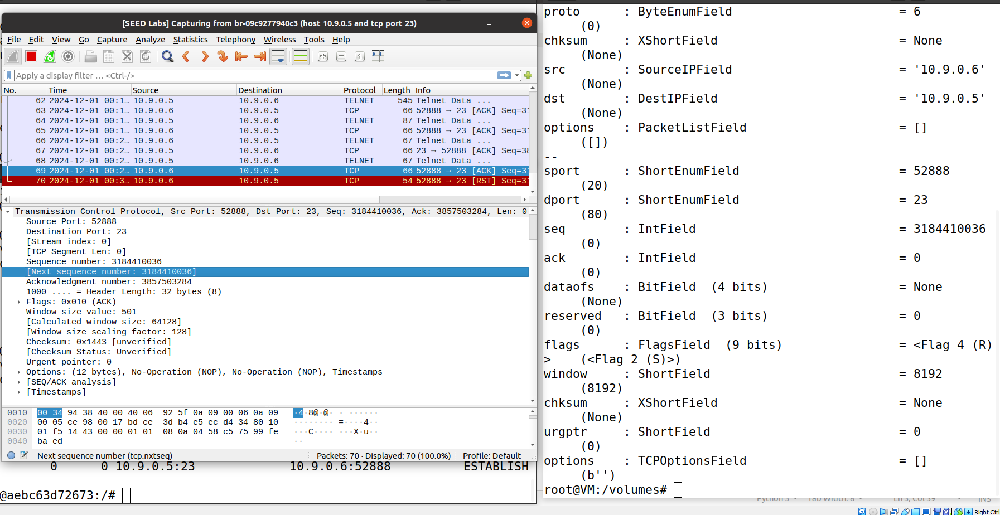 [SEED Labs] Capturing from br-09c9277940c3 (host 10.9.0.5 and tcp port 23)
File Edit View Go Capture Analyze Statistics Telephony Wireless Tools Help
Apply a display filter … <Ctrl-/>
No. Time Source Destination Protocol Length Info
62 2024-12-01 00:1… 10.9.0.5 10.9.0.6 TELNET 545 Telnet Data ...
63 2024-12-01 00:1… 10.9.0.6 10.9.0.5 TCP 66 52888 → 23 [ACK] Seq=31
64 2024-12-01 00:1… 10.9.0.5 10.9.0.6 TELNET 87 Telnet Data ...
65 2024-12-01 00:1… 10.9.0.6 10.9.0.5 TCP 66 52888 → 23 [ACK] Seq=31
66 2024-12-01 00:2… 10.9.0.6 10.9.0.5 TELNET 67 Telnet Data ...
67 2024-12-01 00:2… 10.9.0.5 10.9.0.6 TCP 66 23 → 52888 [ACK] Seq=38
68 2024-12-01 00:2… 10.9.0.5 10.9.0.6 TELNET 67 Telnet Data ...
69 2024-12-01 00:2… 10.9.0.6 10.9.0.5 TCP 66 52888 → 23 [ACK] Seq=31
70 2024-12-01 00:3… 10.9.0.6 10.9.0.5 TCP 54 52888 → 23 [RST] Seq=31
Transmission Control Protocol, Src Port: 52888, Dst Port: 23, Seq: 3184410036, Ack: 3857503284, Len: 0
Source Port: 52888
Destination Port: 23
[Stream index: 0]
[TCP Segment Len: 0]
Sequence number: 3184410036
[Next sequence number: 3184410036]
Acknowledgment number: 3857503284
1000 .... = Header Length: 32 bytes (8)
Flags: 0x010 (ACK)
Window size value: 501
[Calculated window size: 64128]
[Window size scaling factor: 128]
Checksum: 0x1443 [unverified]
[Checksum Status: Unverified]
Urgent pointer: 0
Options: (12 bytes), No-Operation (NOP), No-Operation (NOP), Timestamps
[SEQ/ACK analysis]
[Timestamps]
0010 00 34 94 38 40 00 40 06 92 5f 0a 09 00 06 0a 09 ·4·8@·@· ·_······
0020 00 05 ce 98 00 17 bd ce 3d b4 e5 ec d4 34 80 10 ········ =····4··
0030 01 f5 14 43 00 00 01 01 08 0a 04 58 c5 75 99 fe ···C···· ···X·u··
0040 ba ed ··
Next sequence number (tcp.nxtseq) Packets: 70 · Displayed: 70 (100.0%) Profile: Default
0 0 10.9.0.5:23 10.9.0.6:52888 ESTABLISH
@aebc63d72673:/#
proto : ByteEnumField = 6
(0)
chksum : XShortField = None
(None)
src : SourceIPField = '10.9.0.6'
(None)
dst : DestIPField = '10.9.0.5'
(None)
options : PacketListField = []
([])
--
sport : ShortEnumField = 52888
(20)
dport : ShortEnumField = 23
(80)
seq : IntField = 3184410036
(0)
ack : IntField = 0
(0)
dataofs : BitField (4 bits) = None
(None)
reserved : BitField (3 bits) = 0
(0)
flags : FlagsField (9 bits) = <Flag 4 (R)
> (<Flag 2 (S)>)
window : ShortField = 8192
(8192)
chksum : XShortField = None
(None)
urgptr : ShortField = 0
(0)
options : TCPOptionsField = []
(b'')
root@VM:/volumes#
Python 3 Tab Width: 8 INS
Right Ctrl